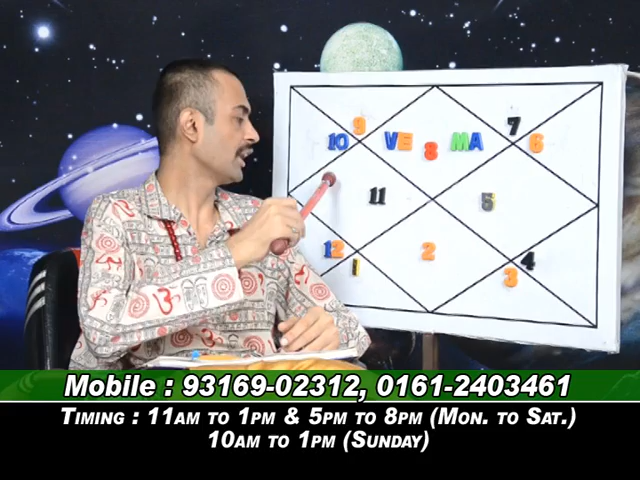 9 7
10 VE 8 MA 6
11 5
12 2 4
1 3
Mobile : 93169-02312, 0161-2403461
Timing : 11am to 1pm & 5pm to 8pm (Mon. to Sat.)
10am to 1pm (Sunday)